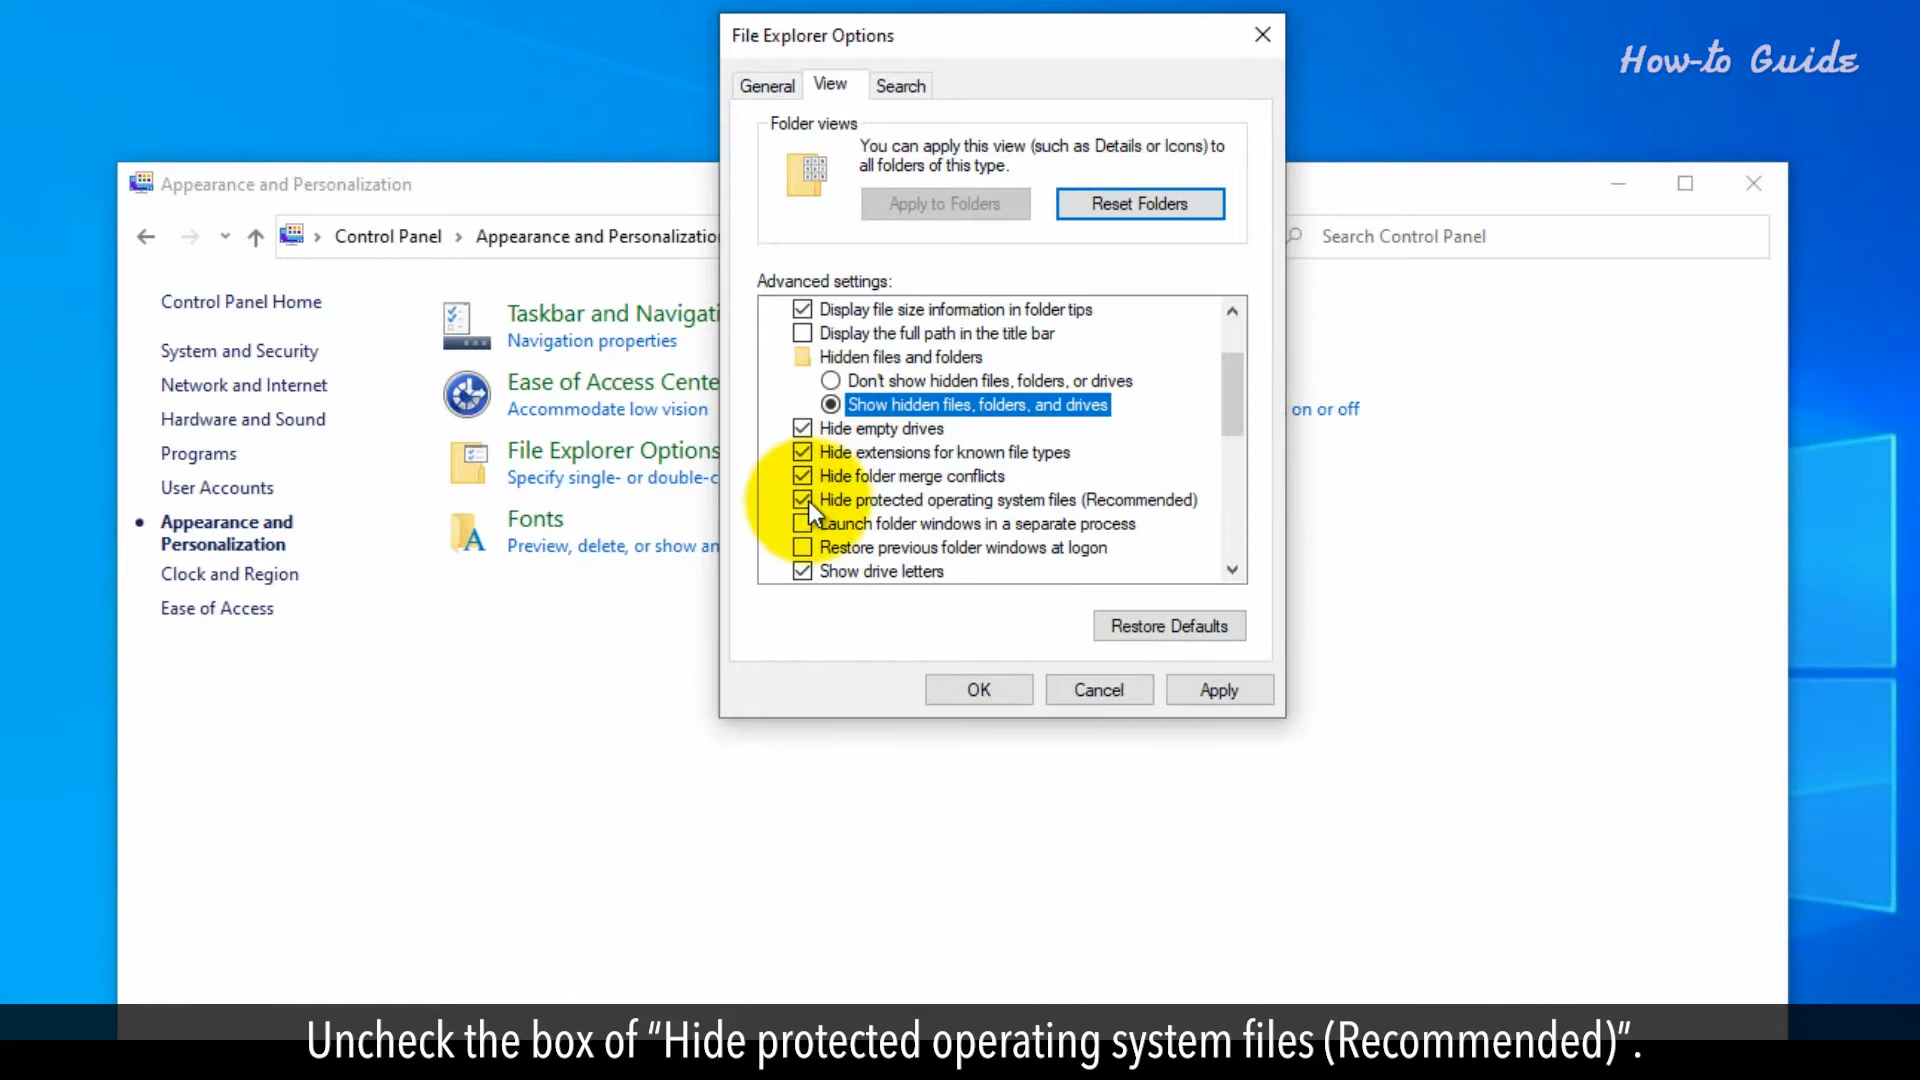 File Explorer Options
How-to Guide
General
View
Search
Folder views
You can apply this view (such as Details or Icons) to
all folders of this type.
Apply to Folders
Reset Folders
Appearance and Personalization
Control Panel
Appearance and Personalizatio
Search Control Panel
Control Panel Home
System and Security
Network and Internet
Hardware and Sound
Programs
User Accounts
Appearance and
Personalization
Clock and Region
Ease of Access
Taskbar and Navigati
Navigation properties
Ease of Access Cente
Accommodate low vision
on or off
File Explorer Options
Specify single- or double-c
Fonts
Preview, delete, or show an
Advanced settings:
Display file size information in folder tips
Display the full path in the title bar
Hidden files and folders
Don't show hidden files, folders, or drives
Show hidden files, folders, and drives
Hide empty drives
Hide extensions for known file types
Hide folder merge conflicts
Hide protected operating system files (Recommended)
Launch folder windows in a separate process
Restore previous folder windows at logon
Show drive letters
Restore Defaults
OK
Cancel
Apply
Uncheck the box of “Hide protected operating system files (Recommended)”.